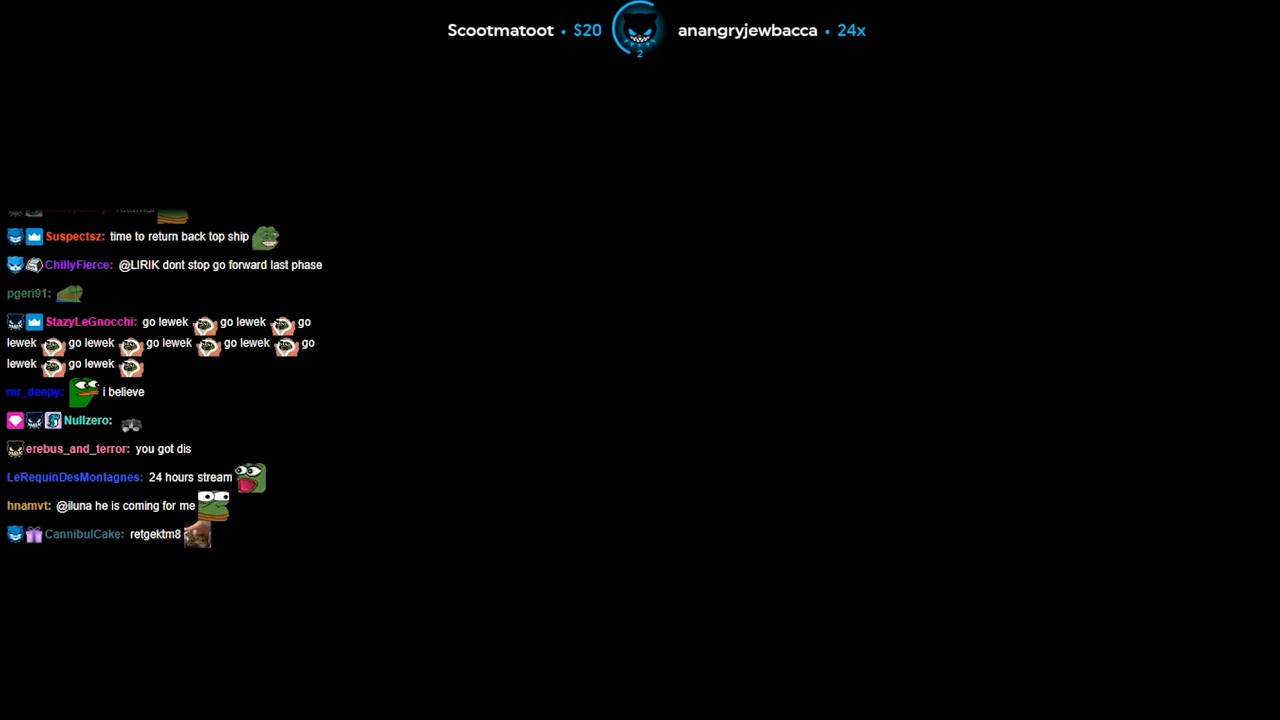 Scootmatoot • $20 2 anangryjewbacca • 24x
Suspectsz: time to return back top ship
ChillyFierce: @LIRIK dont stop go forward last phase
pgeri91:
StazyLeGnocchi: go lewek go lewek go
lewek go lewek go lewek go lewek go
lewek go lewek
mr_deepy: i believe
Nullzero:
erebus_and_terror: you got dis
LeRequinDesMontagnes: 24 hours stream
hnamvt: @iluna he is coming for me
CannibulCake: retgektm8